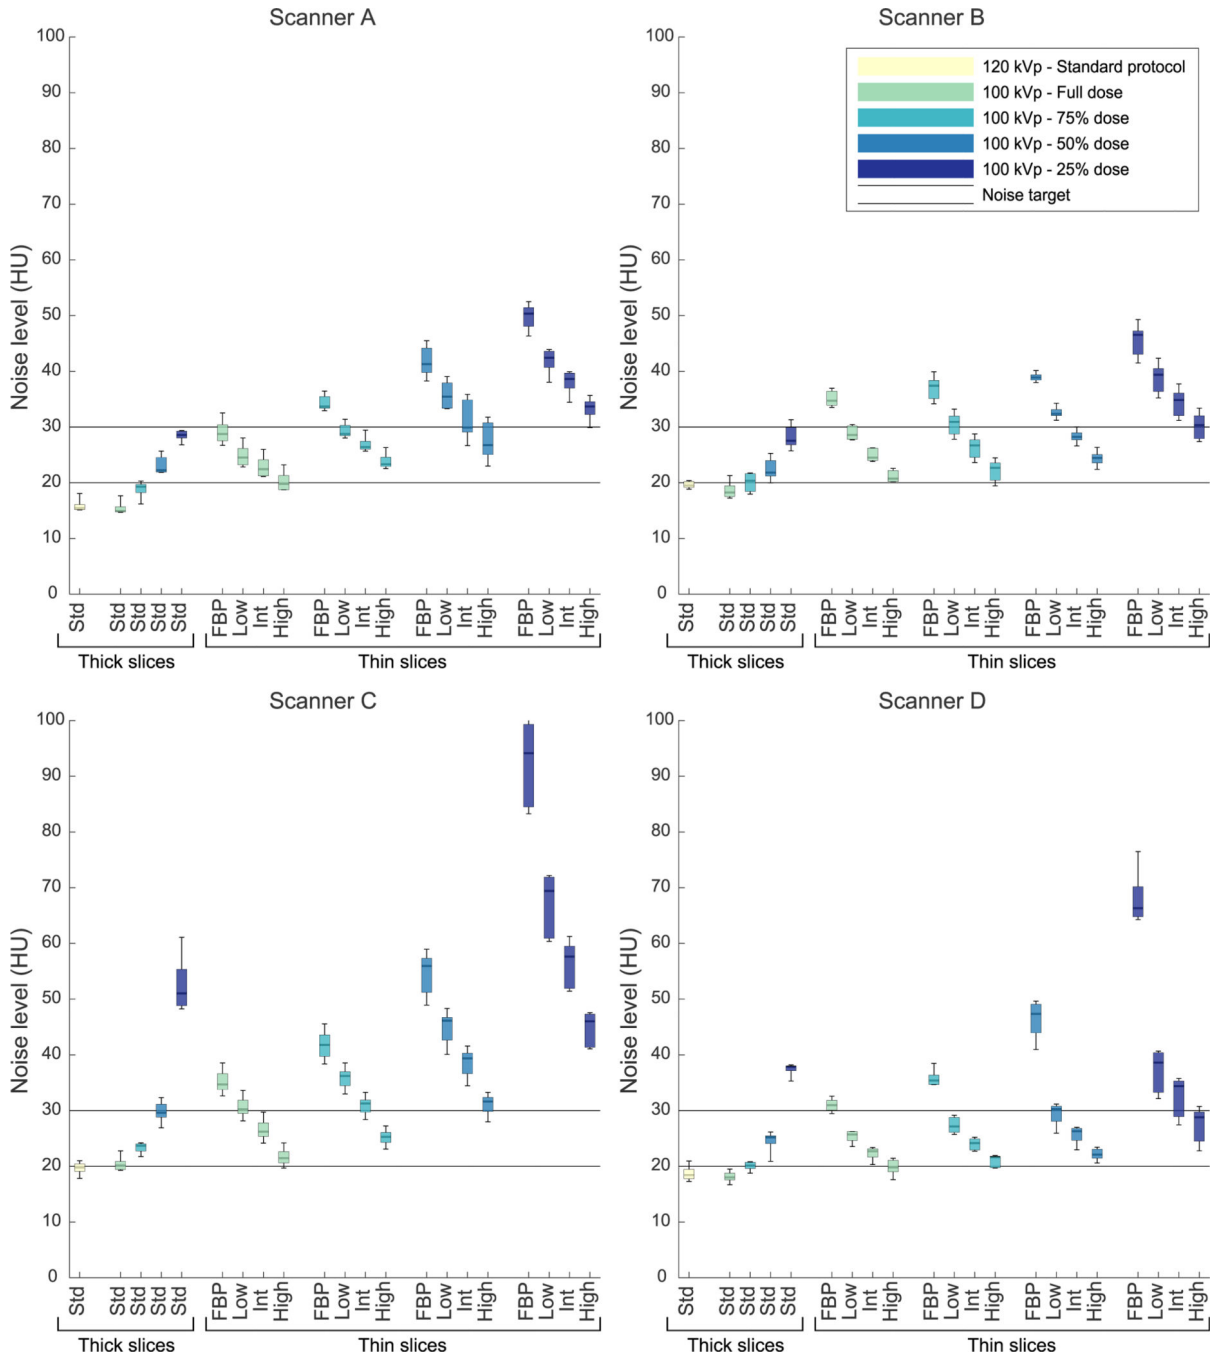 Scanner A
Noise level (HU)
100
90
80
70
60
50
40
30
20
10
0
Std
Std
Std
Std
Std
FBP
Low
Int
High
FBP
Low
Int
High
FBP
Low
Int
High
FBP
Low
Int
High
Thick slices
Thin slices
Scanner B
120 kVp - Standard protocol
100 kVp - Full dose
100 kVp - 75% dose
100 kVp - 50% dose
100 kVp - 25% dose
Noise target
Noise level (HU)
100
90
80
70
60
50
40
30
20
10
0
Std
Std
Std
Std
Std
FBP
Low
Int
High
FBP
Low
Int
High
FBP
Low
Int
High
FBP
Low
Int
High
Thick slices
Thin slices
Scanner C
Noise level (HU)
100
90
80
70
60
50
40
30
20
10
0
Std
Std
Std
Std
Std
FBP
Low
Int
High
FBP
Low
Int
High
FBP
Low
Int
High
FBP
Low
Int
High
Thick slices
Thin slices
Scanner D
Noise level (HU)
100
90
80
70
60
50
40
30
20
10
0
Std
Std
Std
Std
Std
FBP
Low
Int
High
FBP
Low
Int
High
FBP
Low
Int
High
FBP
Low
Int
High
Thick slices
Thin slices